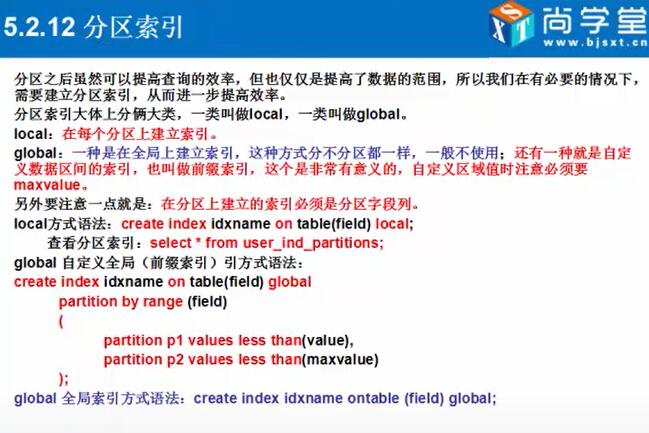 5.2.12 分区索引
SXT 尚学堂
www.bjsxt.cn
分区之后虽然可以提高查询的效率，但也仅仅是提高了数据的范围，所以我们在有必要的情况下，
需要建立分区索引，从而进一步提高效率。
分区索引大体上分俩大类，一类叫做local，一类叫做global。
local：在每个分区上建立索引。
global：一种是在全局上建立索引，这种方式分不分区都一样，一般不使用；还有一种就是自定
义数据区间的索引，也叫做前缀索引，这个是非常有意义的，自定义区域值时注意必须要
maxvalue。
另外要注意一点就是：在分区上建立的索引必须是分区字段列。
local方式语法：create index idxname on table(field) local;
查看分区索引：select * from user_ind_partitions;
global 自定义全局（前缀索引）引方式语法：
create index idxname on table(field) global
partition by range (field)
(
partition p1 values less than(value),
partition p2 values less than(maxvalue)
);
global 全局索引方式语法：create index idxname ontable (field) global;